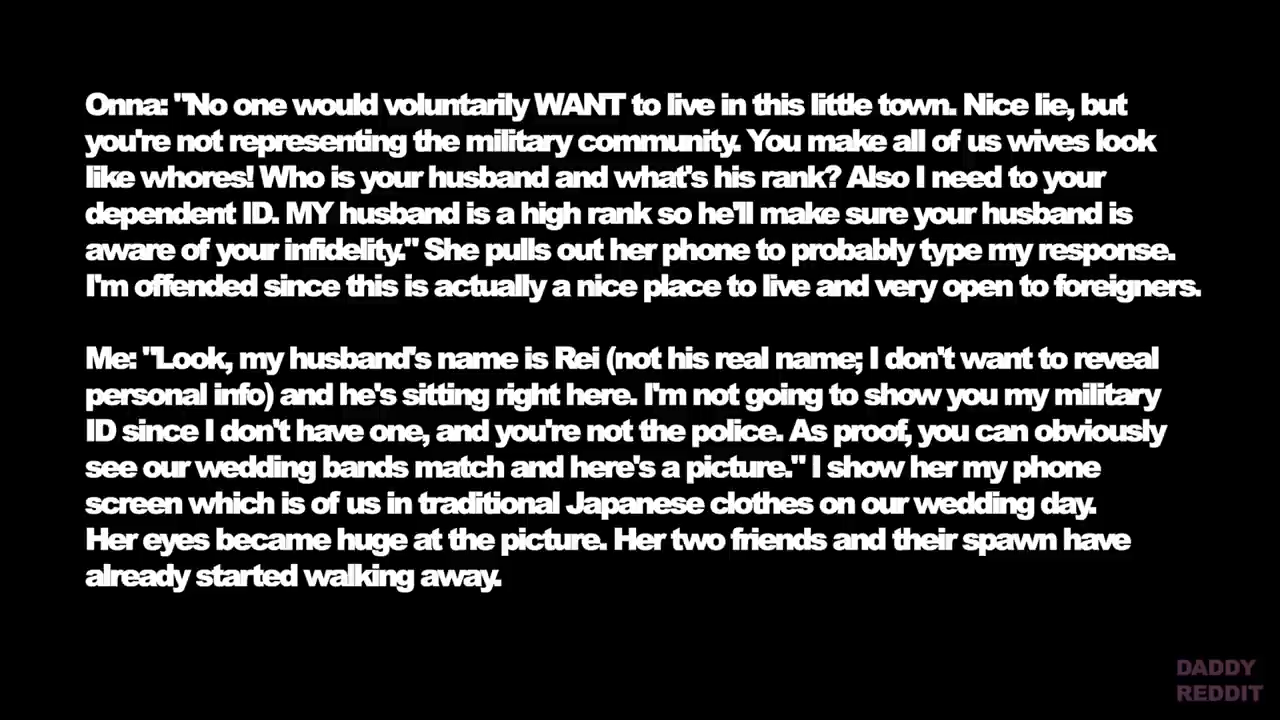 Onna: "No one would voluntarily WANT to live in this little town. Nice lie, but
you're not representing the military community. You make all of us wives look
like whores! Who is your husband and what's his rank? Also I need to your
dependent ID. MY husband is a high rank so he'll make sure your husband is
aware of your infidelity." She pulls out her phone to probably type my response.
I'm offended since this is actually a nice place to live and very open to foreigners.
Me: "Look, my husband's name is Rei (not his real name; I don't want to reveal
personal info) and he's sitting right here. I'm not going to show you my military
ID since I don't have one, and you're not the police. As proof, you can obviously
see our wedding bands match and here's a picture." I show her my phone
screen which is of us in traditional Japanese clothes on our wedding day.
Her eyes became huge at the picture. Her two friends and their spawn have
already started walking away.
DADDY
REDDIT